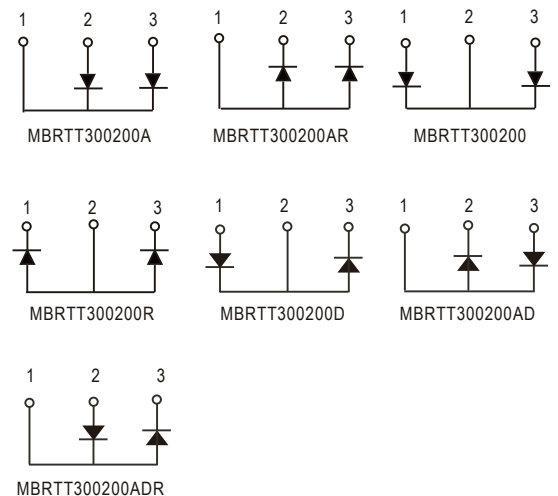 1 2 3 1 2 3 1 2 3
MBRTT300200A MBRTT300200AR MBRTT300200
1 2 3 1 2 3 1 2 3
MBRTT300200R MBRTT300200D MBRTT300200AD
1 2 3
MBRTT300200ADR